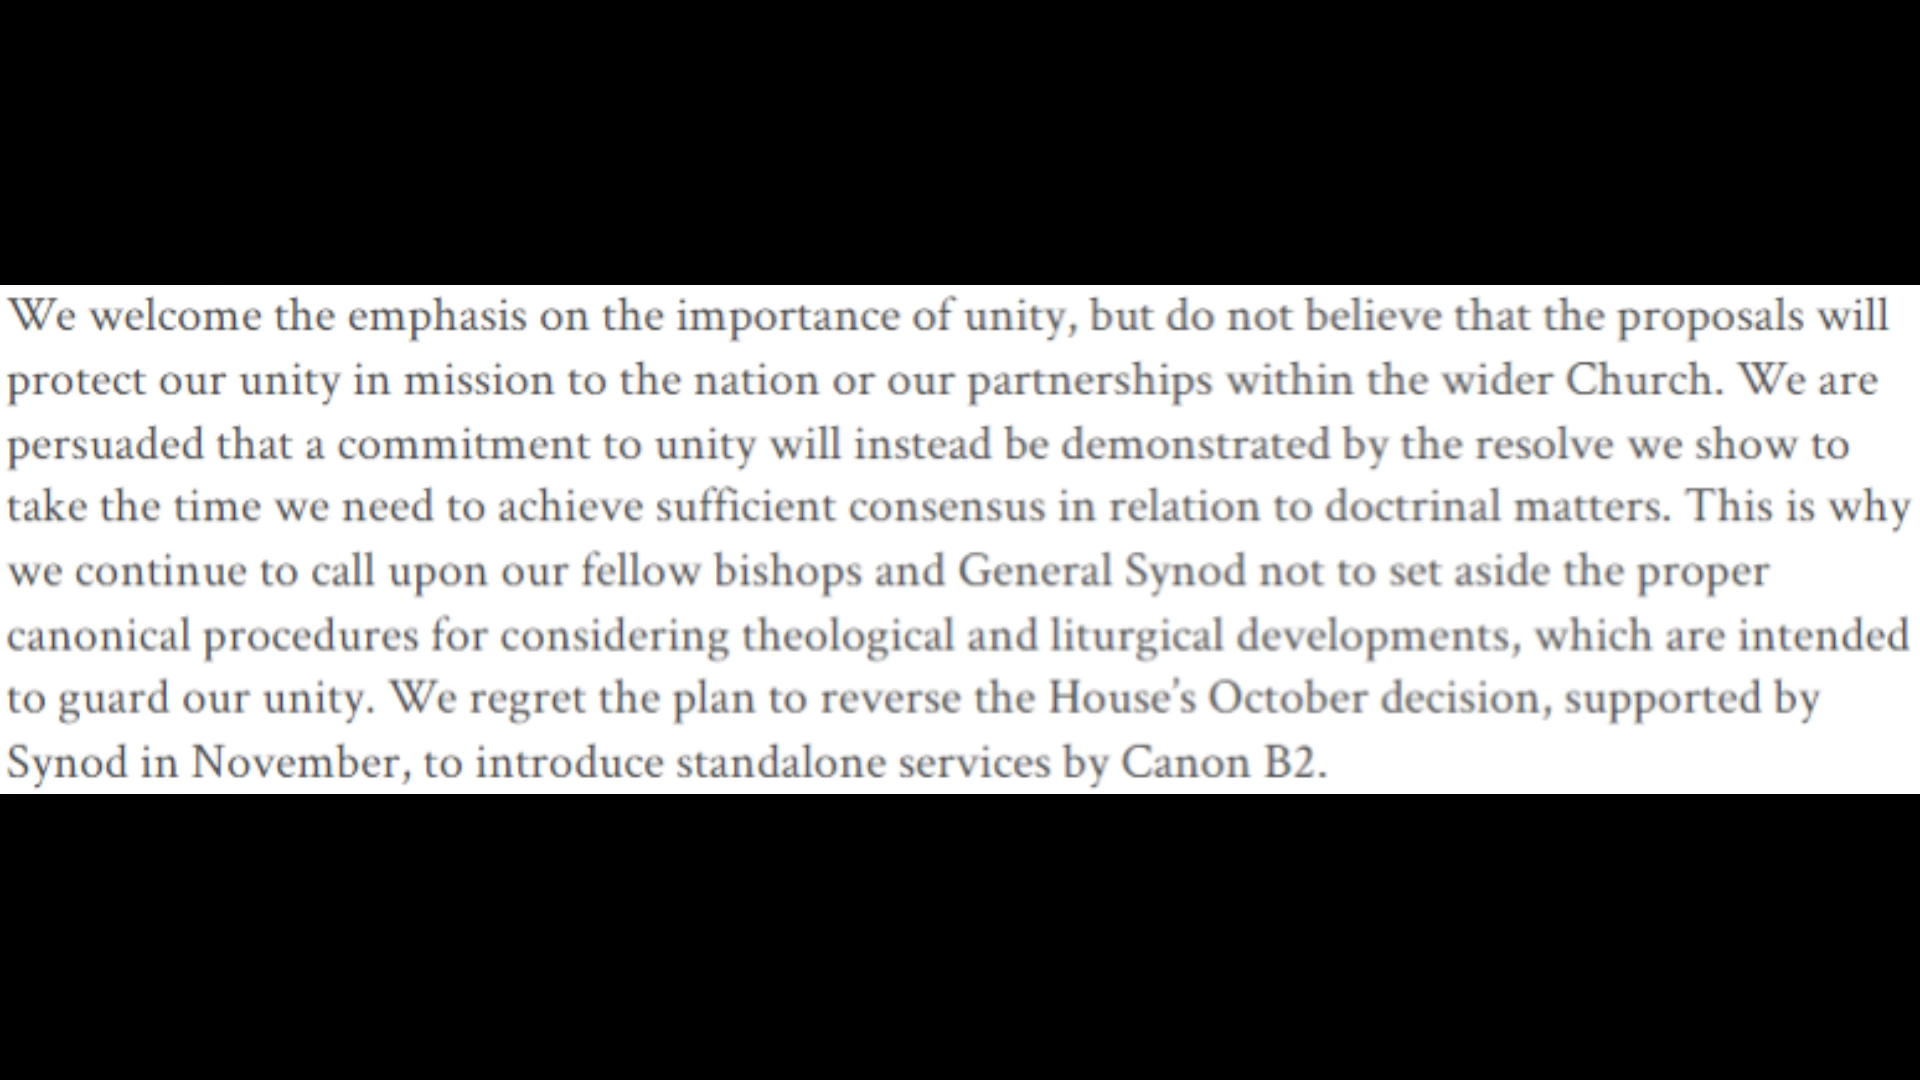 We welcome the emphasis on the importance of unity, but do not believe that the proposals will
protect our unity in mission to the nation or our partnerships within the wider Church. We are
persuaded that a commitment to unity will instead be demonstrated by the resolve we show to
take the time we need to achieve sufficient consensus in relation to doctrinal matters. This is why
we continue to call upon our fellow bishops and General Synod not to set aside the proper
canonical procedures for considering theological and liturgical developments, which are intended
to guard our unity. We regret the plan to reverse the House's October decision, supported by
Synod in November, to introduce standalone services by Canon B2.